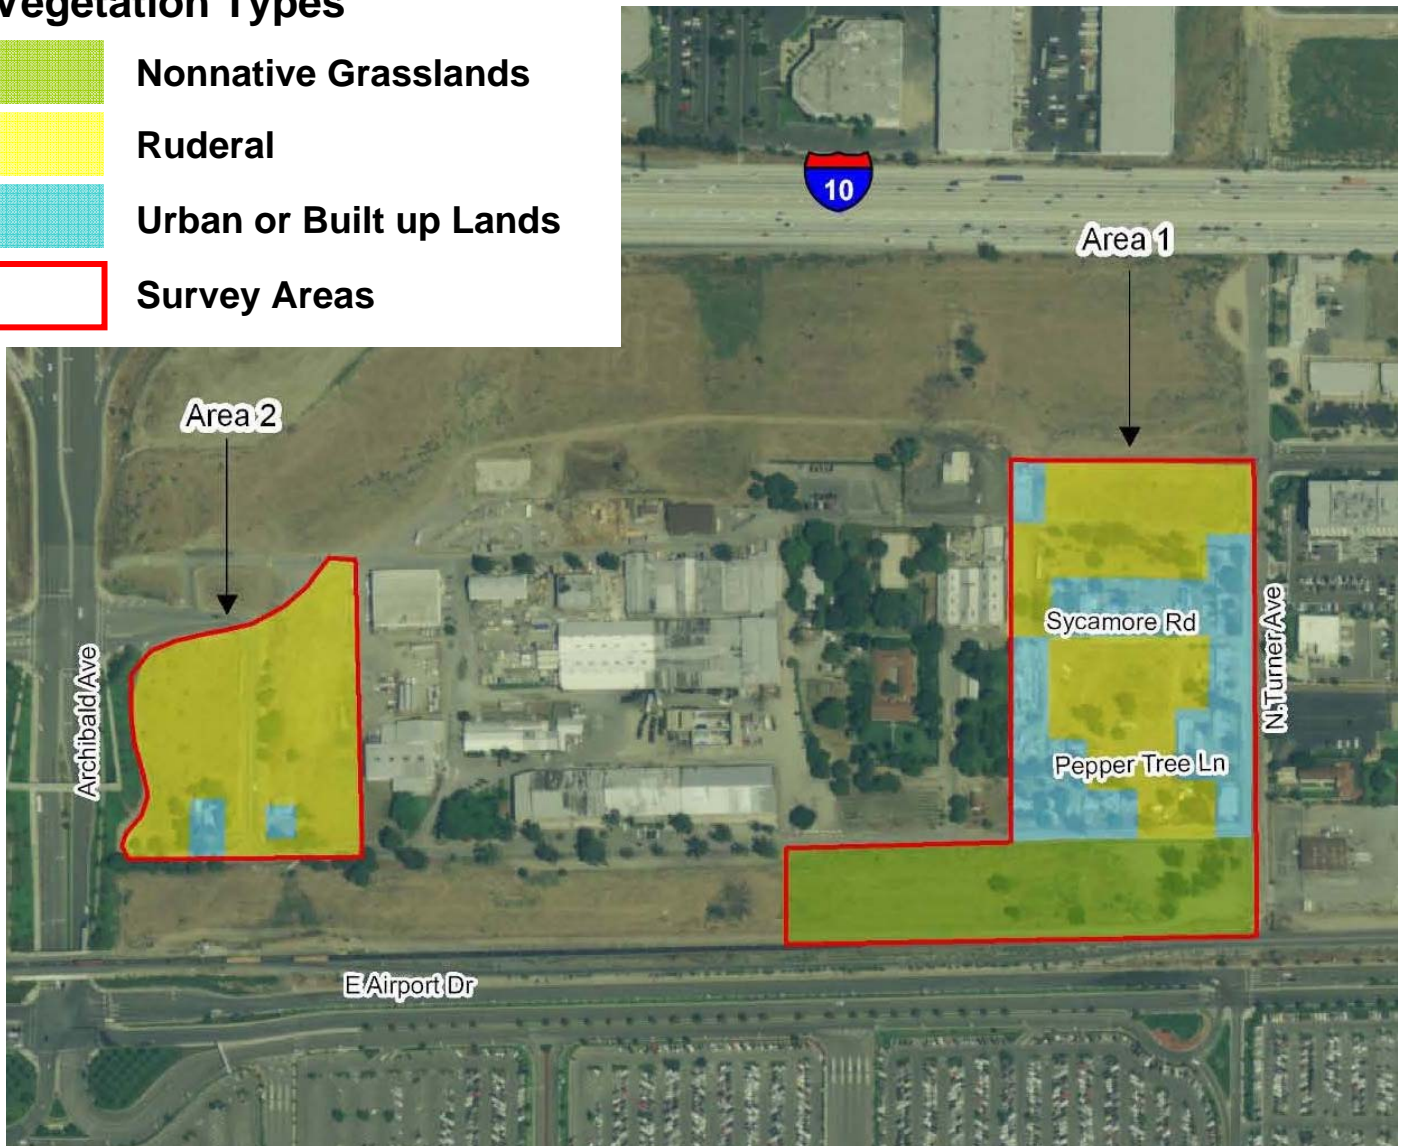 Vegetation Types
Nonnative Grasslands
Ruderal
Urban or Built up Lands
Survey Areas
10
Area 1
Area 2
Sycamore Rd
Archibald Ave
N Turner Ave
Pepper Tree Ln
E Airport Dr